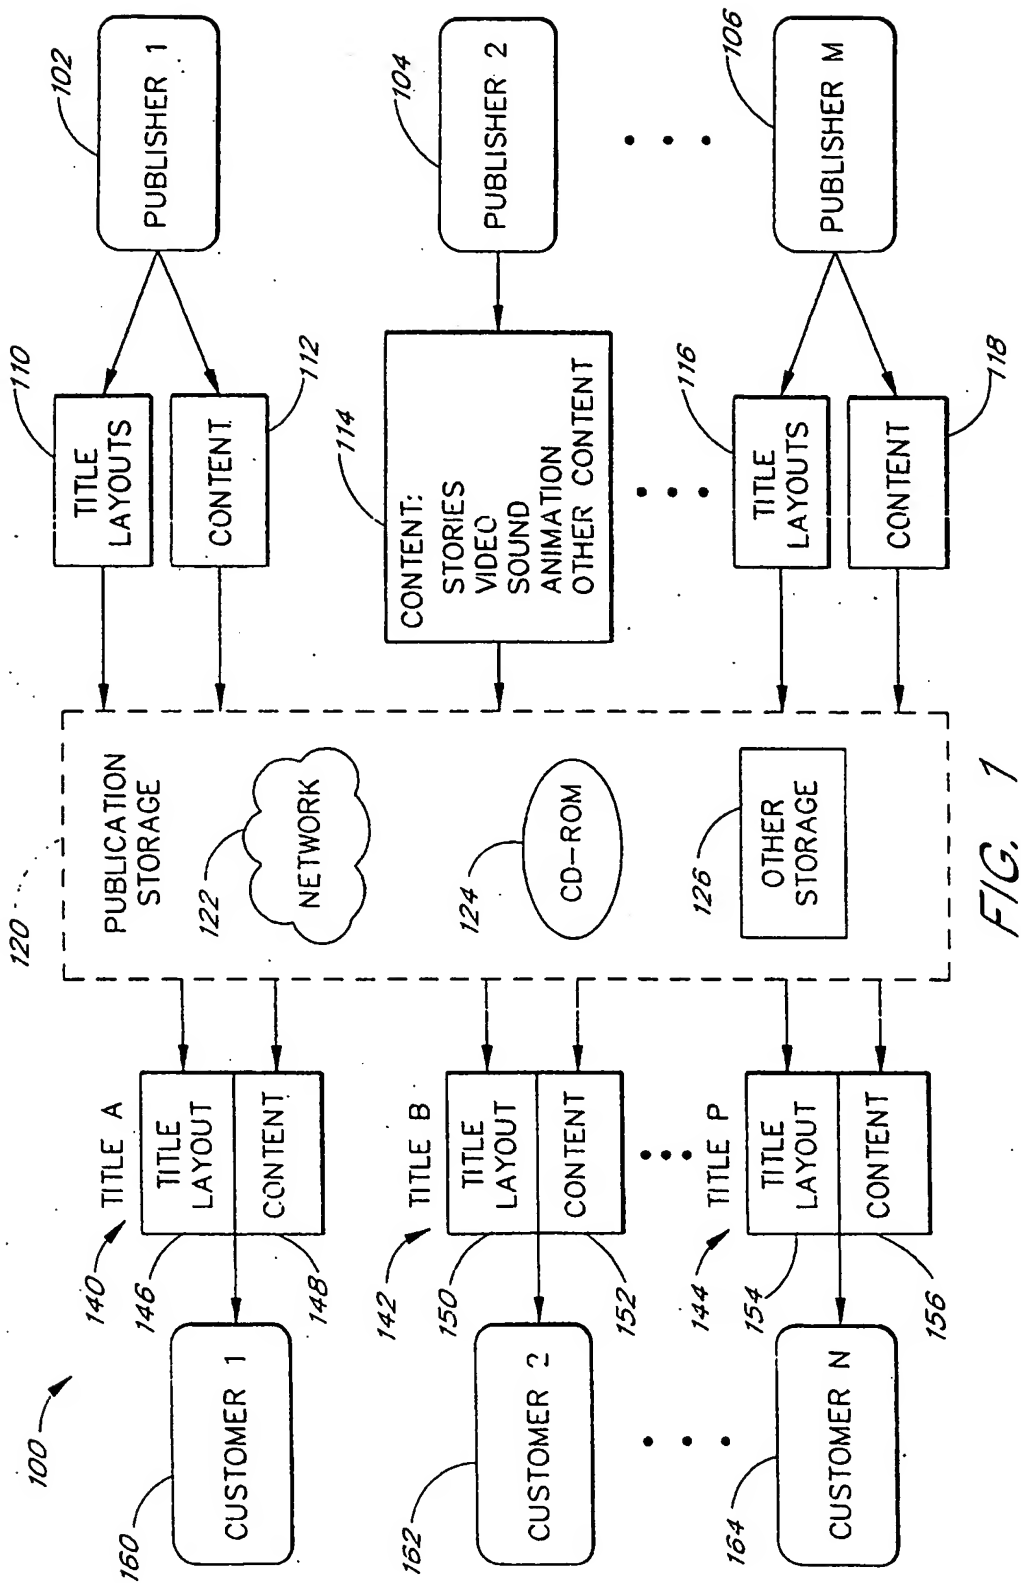 100
160
CUSTOMER 1
162
CUSTOMER 2
164
CUSTOMER N
140
TITLE A
146
TITLE
LAYOUT
CONTENT
148
142
TITLE B
150
TITLE
LAYOUT
CONTENT
152
144
TITLE P
154
TITLE
LAYOUT
CONTENT
156
120
PUBLICATION
STORAGE
122
NETWORK
124
CD-ROM
126
OTHER
STORAGE
110
TITLE
LAYOUTS
CONTENT
112
114
CONTENT:
STORIES
VIDEO
SOUND
ANIMATION
OTHER CONTENT
116
TITLE
LAYOUTS
CONTENT
118
102
PUBLISHER 1
104
PUBLISHER 2
106
PUBLISHER M
FIG. 1